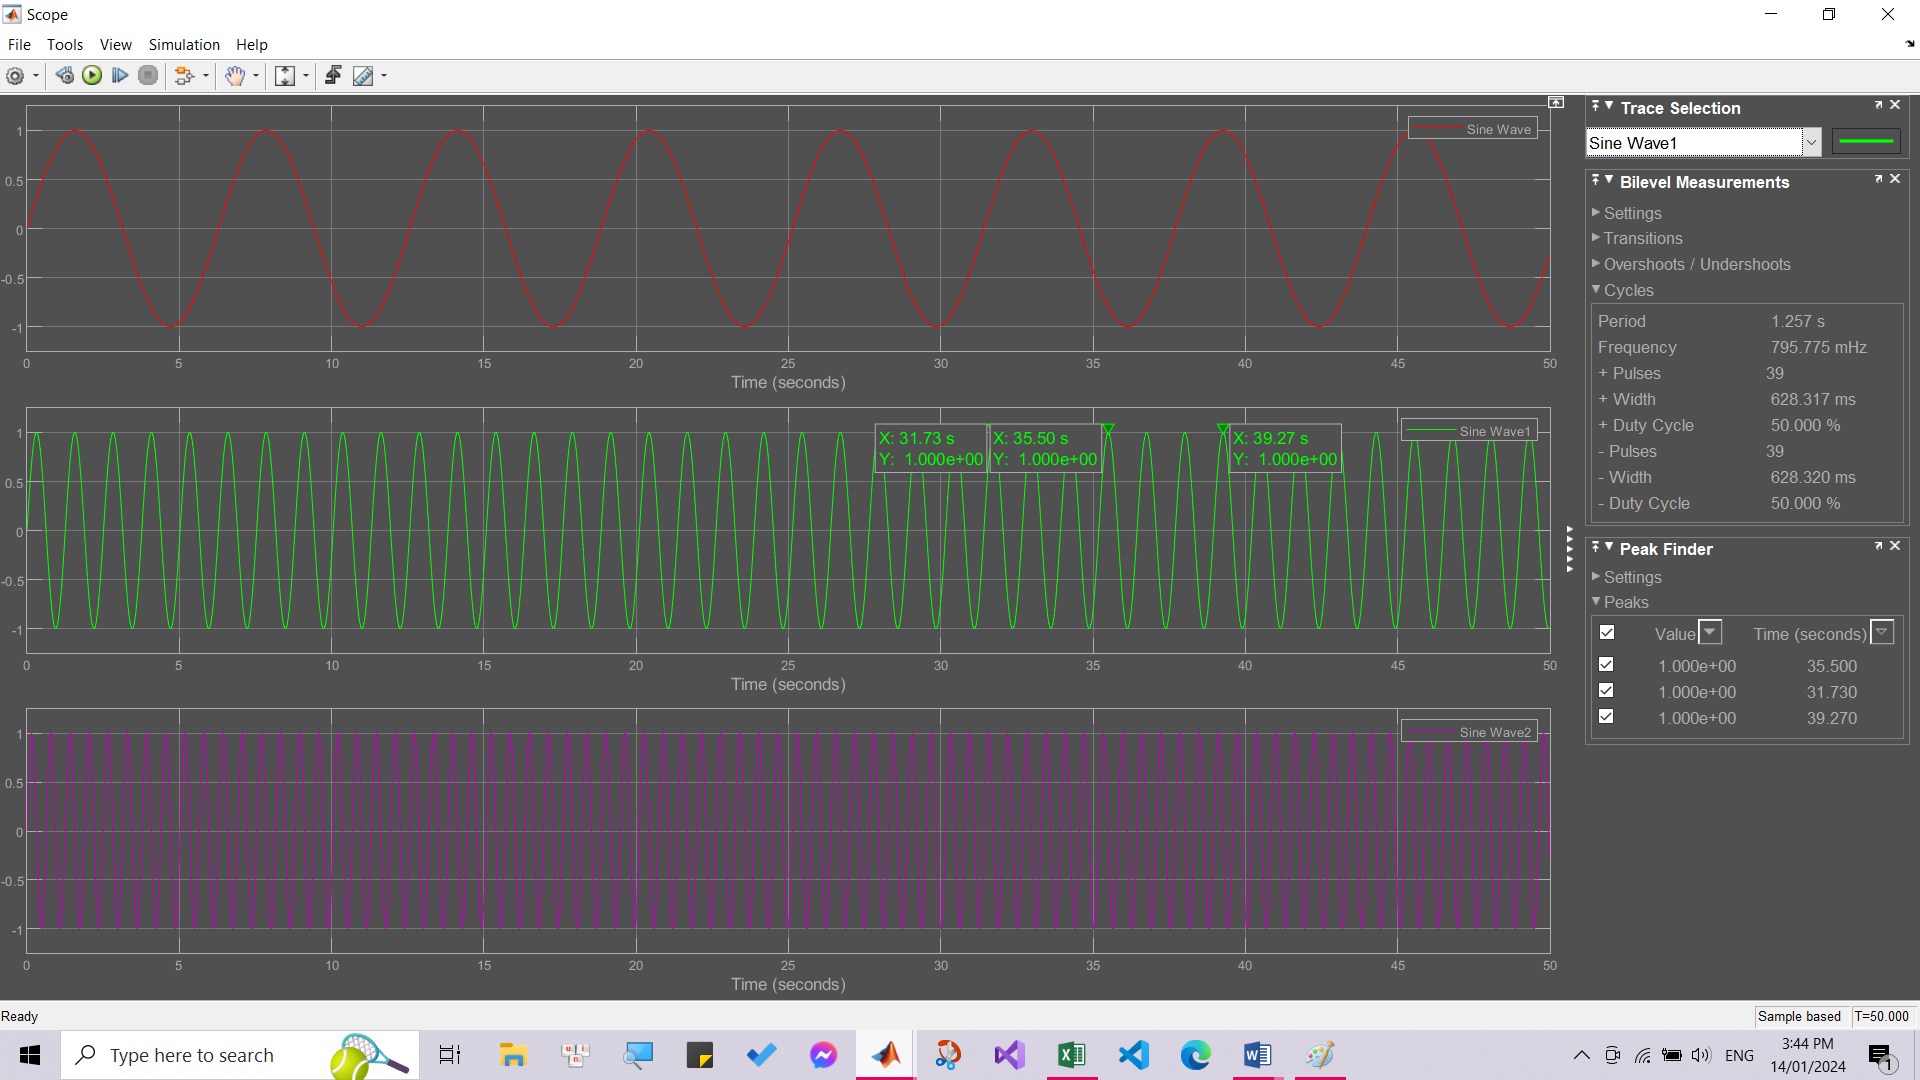 Scope
File Tools View Simulation Help
Sine Wave
1
0.5
0
-0.5
-1
0 5 10 15 20 25 30 35 40 45 50
Time (seconds)
Sine Wave1
X: 31.73 s
Y: 1.000e+00
X: 35.50 s
Y: 1.000e+00
X: 39.27 s
Y: 1.000e+00
1
0.5
0
-0.5
-1
0 5 10 15 20 25 30 35 40 45 50
Time (seconds)
Sine Wave2
1
0.5
0
-0.5
-1
0 5 10 15 20 25 30 35 40 45 50
Time (seconds)
Trace Selection
Sine Wave1
Bilevel Measurements
Settings
Transitions
Overshoots / Undershoots
Cycles
Period 1.257 s
Frequency 795.775 mHz
+ Pulses 39
+ Width 628.317 ms
+ Duty Cycle 50.000 %
- Pulses 39
- Width 628.320 ms
- Duty Cycle 50.000 %
Peak Finder
Settings
Peaks
Value Time (seconds)
1.000e+00 35.500
1.000e+00 31.730
1.000e+00 39.270
Ready
Sample based T=50.000
Type here to search
ENG
3:44 PM
14/01/2024
1